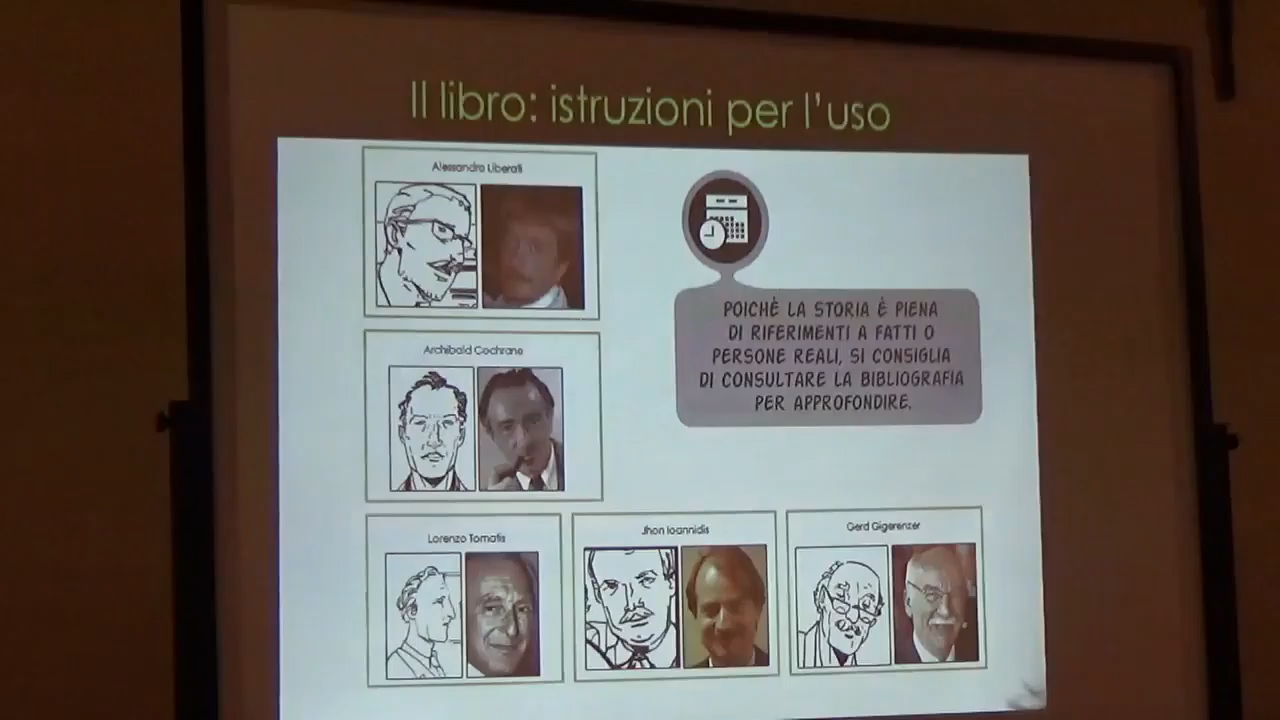 Il libro: istruzioni per l'uso
Alessandro Liberati
POICHÈ LA STORIA È PIENA
DI RIFERIMENTI A FATTI O
PERSONE REALI, SI CONSIGLIA
DI CONSULTARE LA BIBLIOGRAFIA
PER APPROFONDIRE.
Archibald Cochrane
Lorenzo Tomatis
Jhon Ioannidis
Gerd Gigerenzer